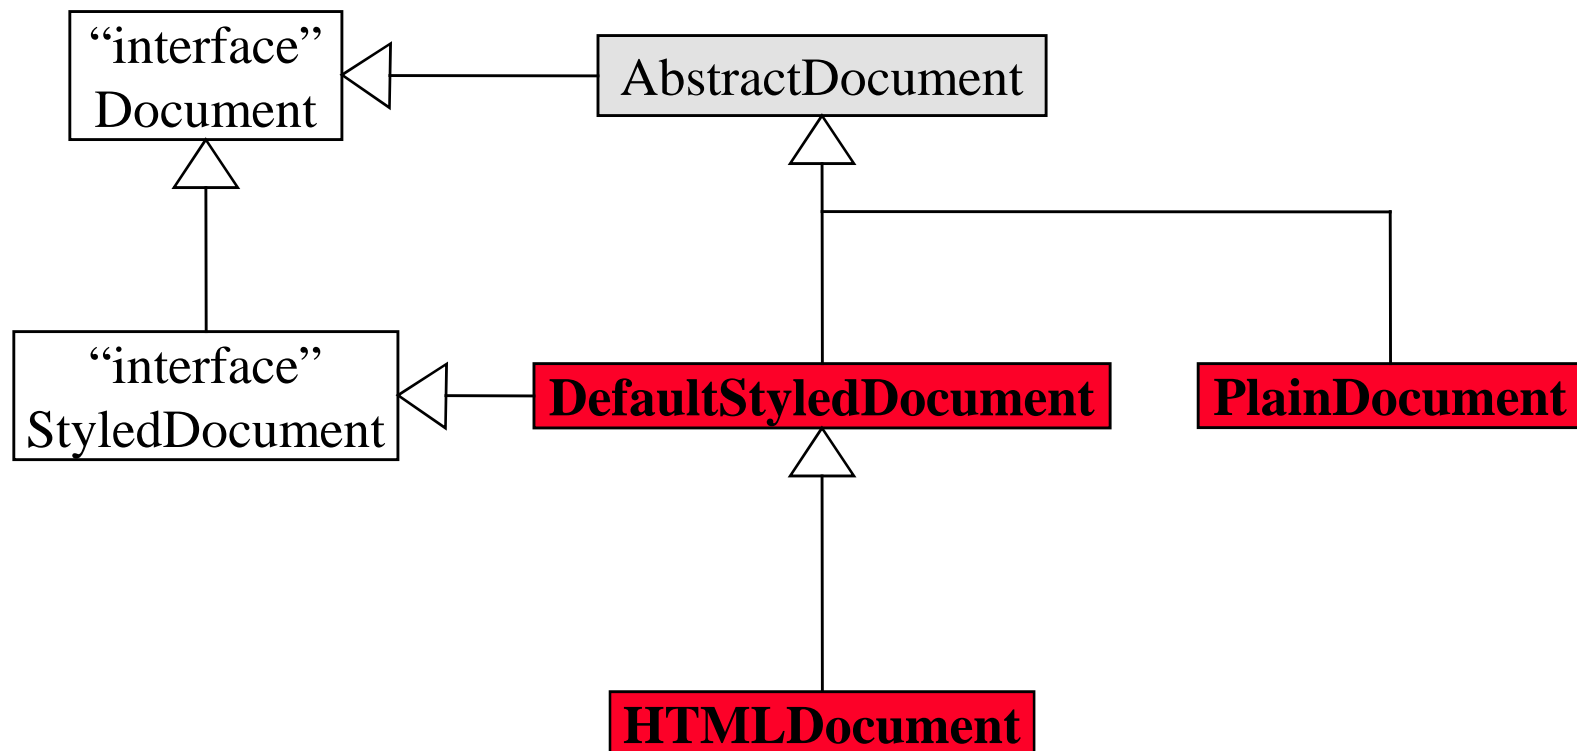 “interface”
Document
AbstractDocument
“interface”
StyledDocument
DefaultStyledDocument
PlainDocument
HTMLDocument